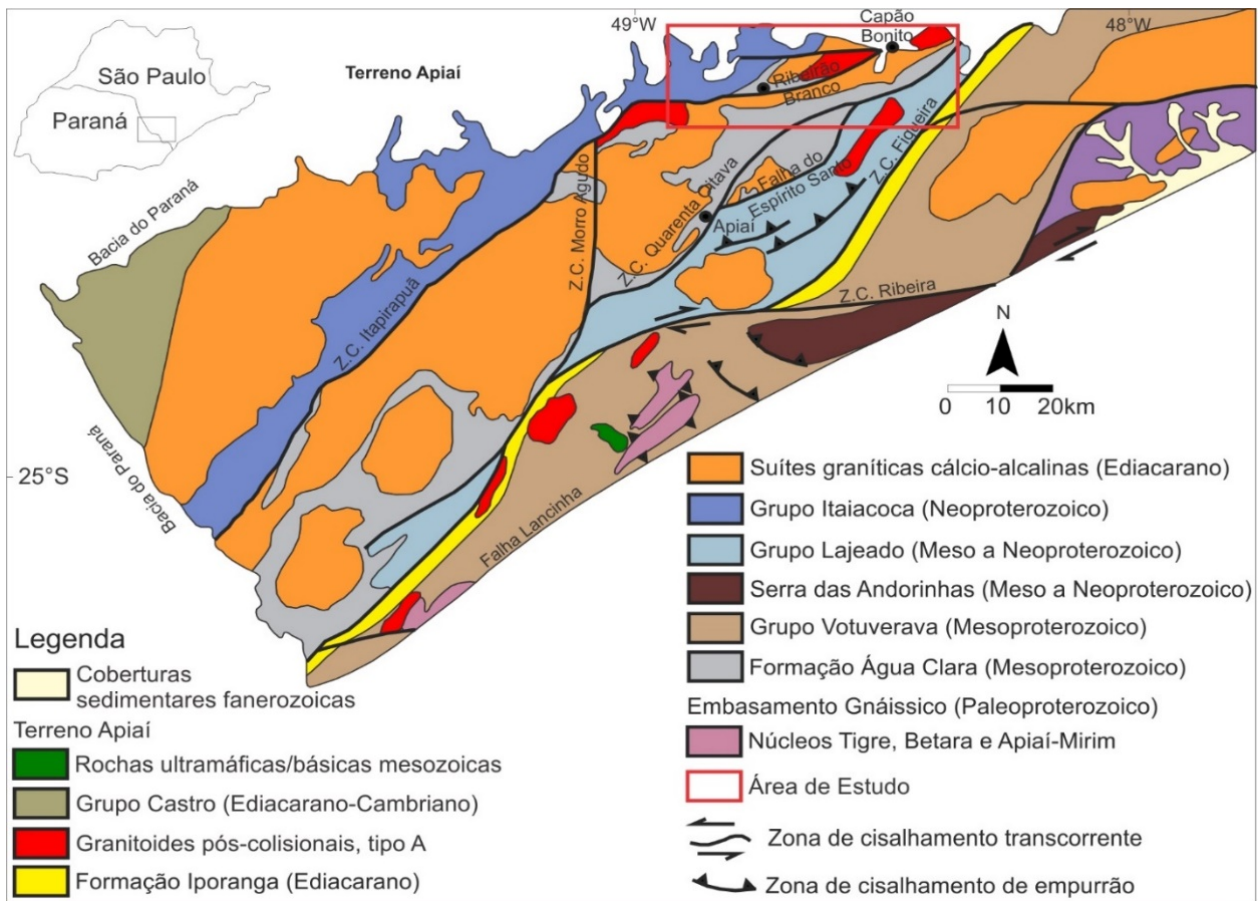 49°W
Capão
Bonito
48°W
São Paulo
Paraná
Terreno Apiaí
Ribeirão
Branco
Bacia do Paraná
Z.C. Itapirapuã
Z.C. Morro Agudo
Z.C. Quarenta Oitava
Falha do
Espírito Santo
Z.C. Figueira
Apiaí
Z.C. Ribeira
N
0 10 20km
25°S
Bacia do Paraná
Falha Lancinha
Legenda
Coberturas
sedimentares fanerozoicas
Terreno Apiaí
Rochas ultramáficas/básicas mesozoicas
Grupo Castro (Ediacarano-Cambriano)
Granitoides pós-colisionais, tipo A
Formação Iporanga (Ediacarano)
Suítes graníticas cálcio-alcalinas (Ediacarano)
Grupo Itaiacoca (Neoproterozoico)
Grupo Lajeado (Meso a Neoproterozoico)
Serra das Andorinhas (Meso a Neoproterozoico)
Grupo Votuverava (Mesoproterozoico)
Formação Água Clara (Mesoproterozoico)
Embasamento Gnáissico (Paleoproterozoico)
Núcleos Tigre, Betara e Apiaí-Mirim
Área de Estudo
Zona de cisalhamento transcorrente
Zona de cisalhamento de empurrão